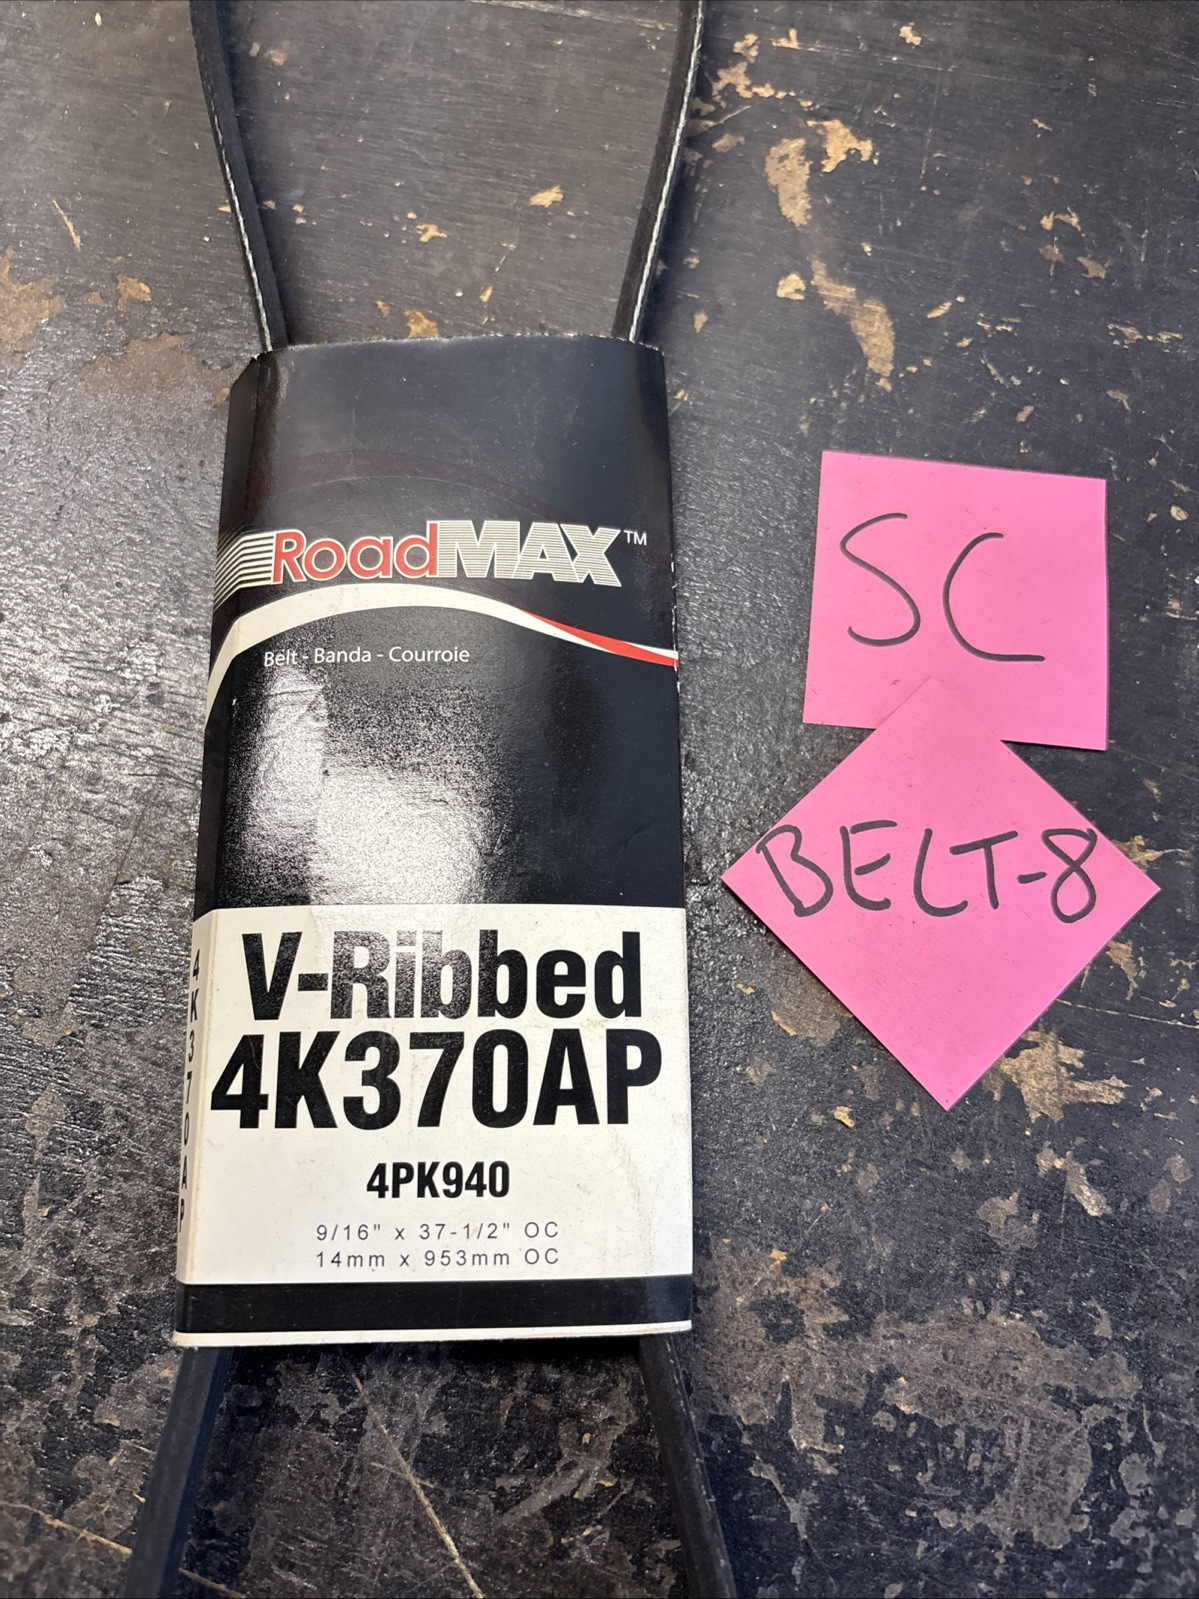 RoadMAX™
Belt - Banda - Courroie
V-Ribbed
4K370AP
4PK940
9/16" x 37-1/2" OC
14mm x 953mm OC
4K370AP
SC
BELT-8